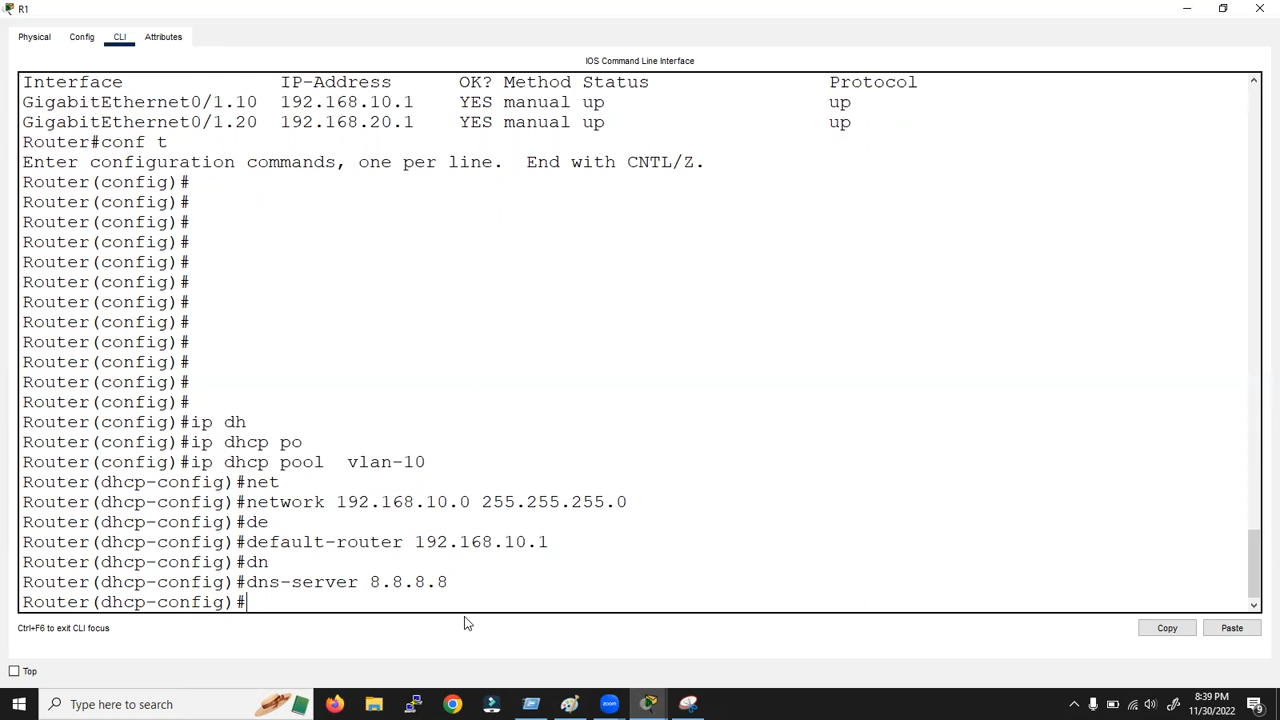 R1
Physical Config CLI Attributes
IOS Command Line Interface
Interface IP-Address OK? Method Status Protocol
GigabitEthernet0/1.10 192.168.10.1 YES manual up up
GigabitEthernet0/1.20 192.168.20.1 YES manual up up
Router#conf t
Enter configuration commands, one per line. End with CNTL/Z.
Router(config)#
Router(config)#
Router(config)#
Router(config)#
Router(config)#
Router(config)#
Router(config)#
Router(config)#
Router(config)#
Router(config)#
Router(config)#
Router(config)#
Router(config)#ip dh
Router(config)#ip dhcp po
Router(config)#ip dhcp pool vlan-10
Router(dhcp-config)#net
Router(dhcp-config)#network 192.168.10.0 255.255.255.0
Router(dhcp-config)#de
Router(dhcp-config)#default-router 192.168.10.1
Router(dhcp-config)#dn
Router(dhcp-config)#dns-server 8.8.8.8
Router(dhcp-config)#
Ctrl+F6 to exit CLI focus
Copy Paste
Top
Type here to search
8:39 PM
11/30/2022
zoom
9